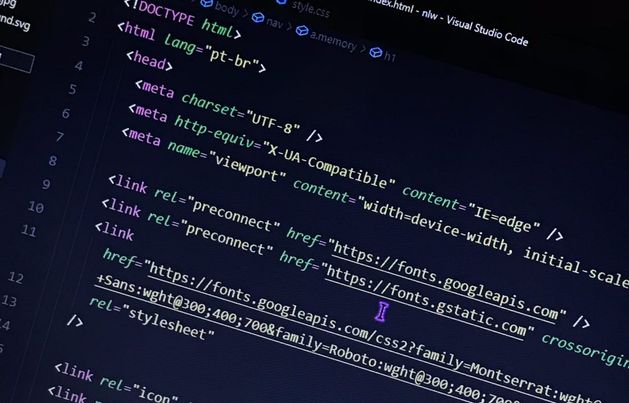 index.html - nlw - Visual Studio Code
style.css
body > nav > a.memory > h1
nd.svg
2 <!DOCTYPE html>
3 <html lang="pt-br">
4 <head>
5 <meta charset="UTF-8" />
6 <meta http-equiv="X-UA-Compatible" content="IE=edge" />
7 <meta name="viewport" content="width=device-width, initial-scale
8
9 <link rel="preconnect" href="https://fonts.googleapis.com" />
10 <link rel="preconnect" href="https://fonts.gstatic.com" crossorigin
11 <link
href="https://fonts.googleapis.com/css2?family=Montserrat:wght@
12 +Sans:wght@300;400;700&family=Roboto:wght@300;400;700&
13 rel="stylesheet"
14 />
<link rel="icon"
<link